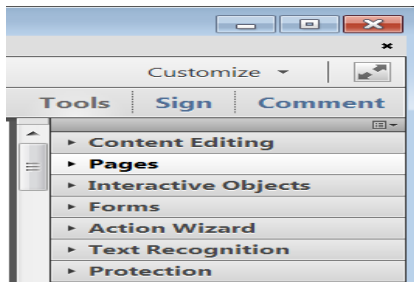 Customize
Tools Sign Comment
Content Editing
Pages
Interactive Objects
Forms
Action Wizard
Text Recognition
Protection